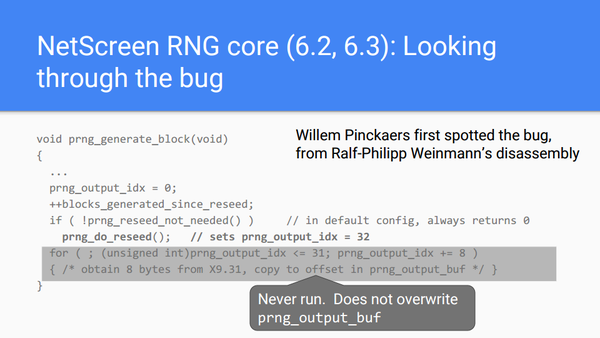 NetScreen RNG core (6.2, 6.3): Looking
through the bug
Willem Pinckaers first spotted the bug,
from Ralf-Philipp Weinmann's disassembly
void prng_generate_block(void)
{
...
prng_output_idx = 0;
++blocks_generated_since_reseed;
if ( !prng_reseed_not_needed() ) // in default config, always returns 0
prng_do_reseed(); // sets prng_output_idx = 32
for ( ; (unsigned int)prng_output_idx <= 31; prng_output_idx += 8 )
{ /* obtain 8 bytes from X9.31, copy to offset in prng_output_buf */ }
}
Never run. Does not overwrite
prng_output_buf